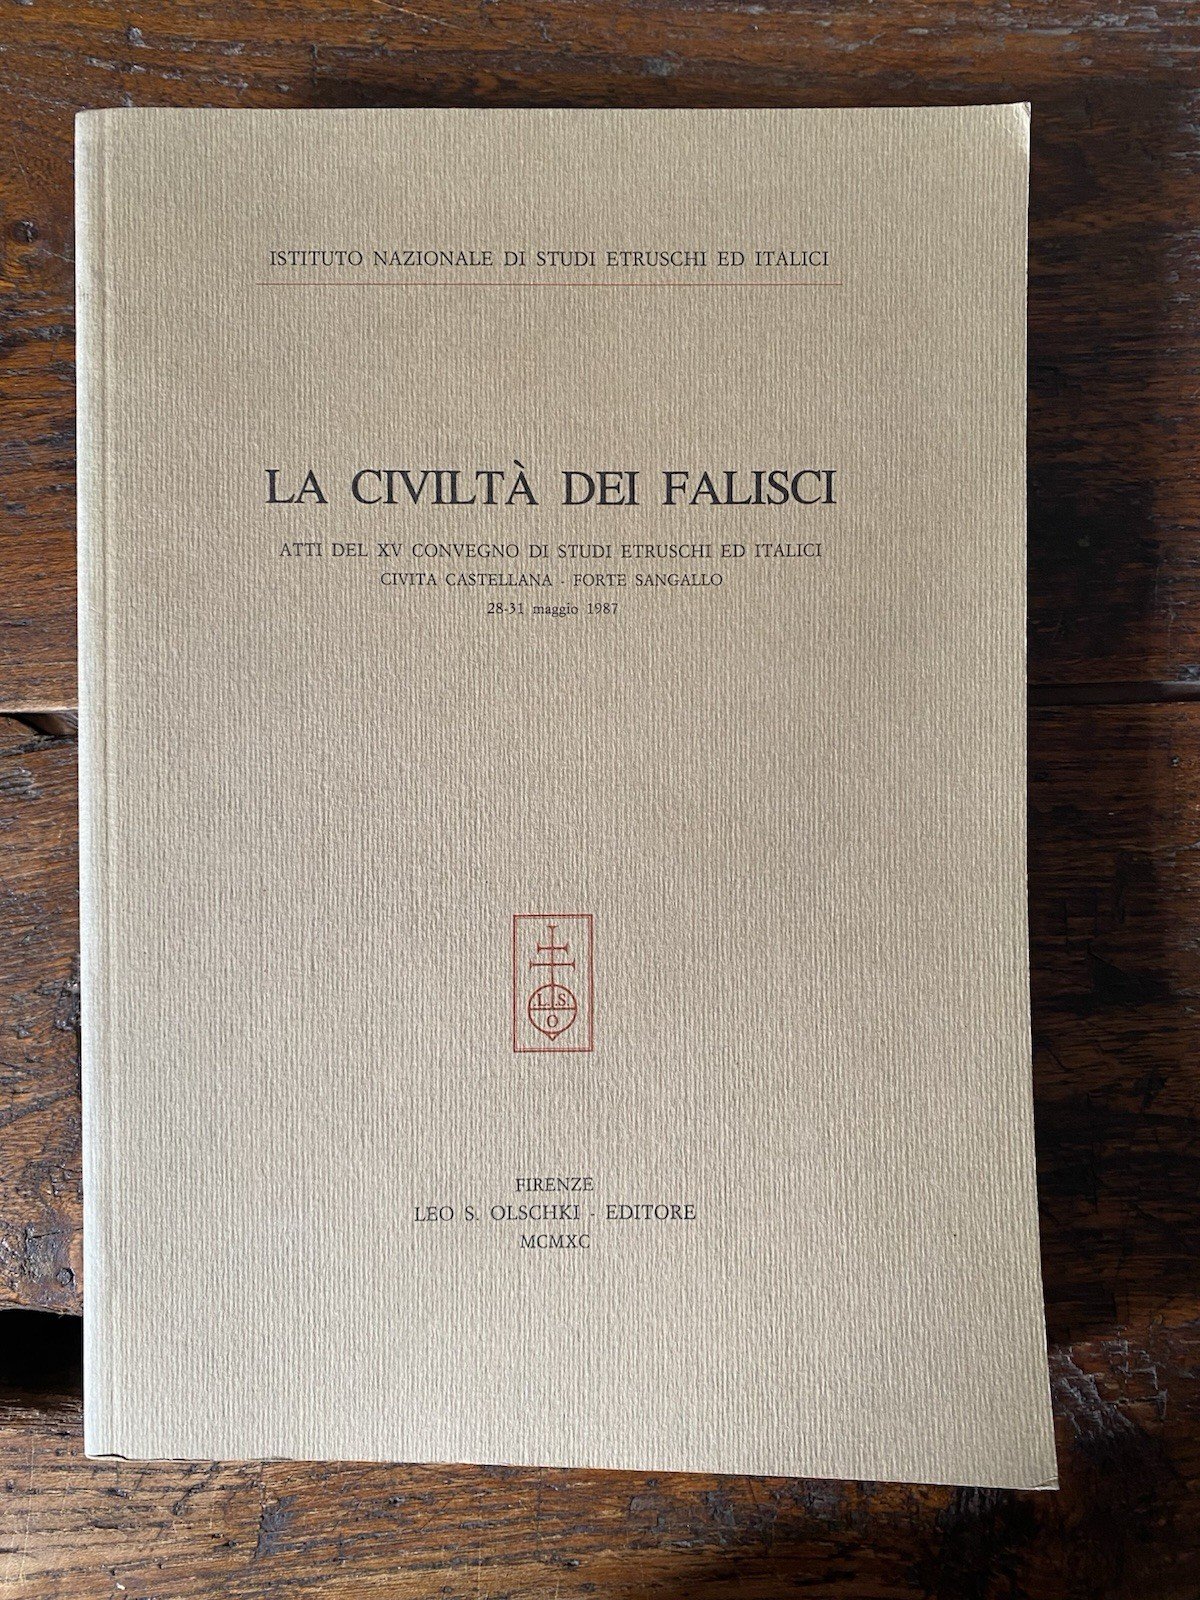 ISTITUTO NAZIONALE DI STUDI ETRUSCHI ED ITALICI
LA CIVILTÀ DEI FALISCI
ATTI DEL XV CONVEGNO DI STUDI ETRUSCHI ED ITALICI
CIVITA CASTELLANA - FORTE SANGALLO
28-31 maggio 1987
L. S.
O
FIRENZE
LEO S. OLSCHKI - EDITORE
MCMXC